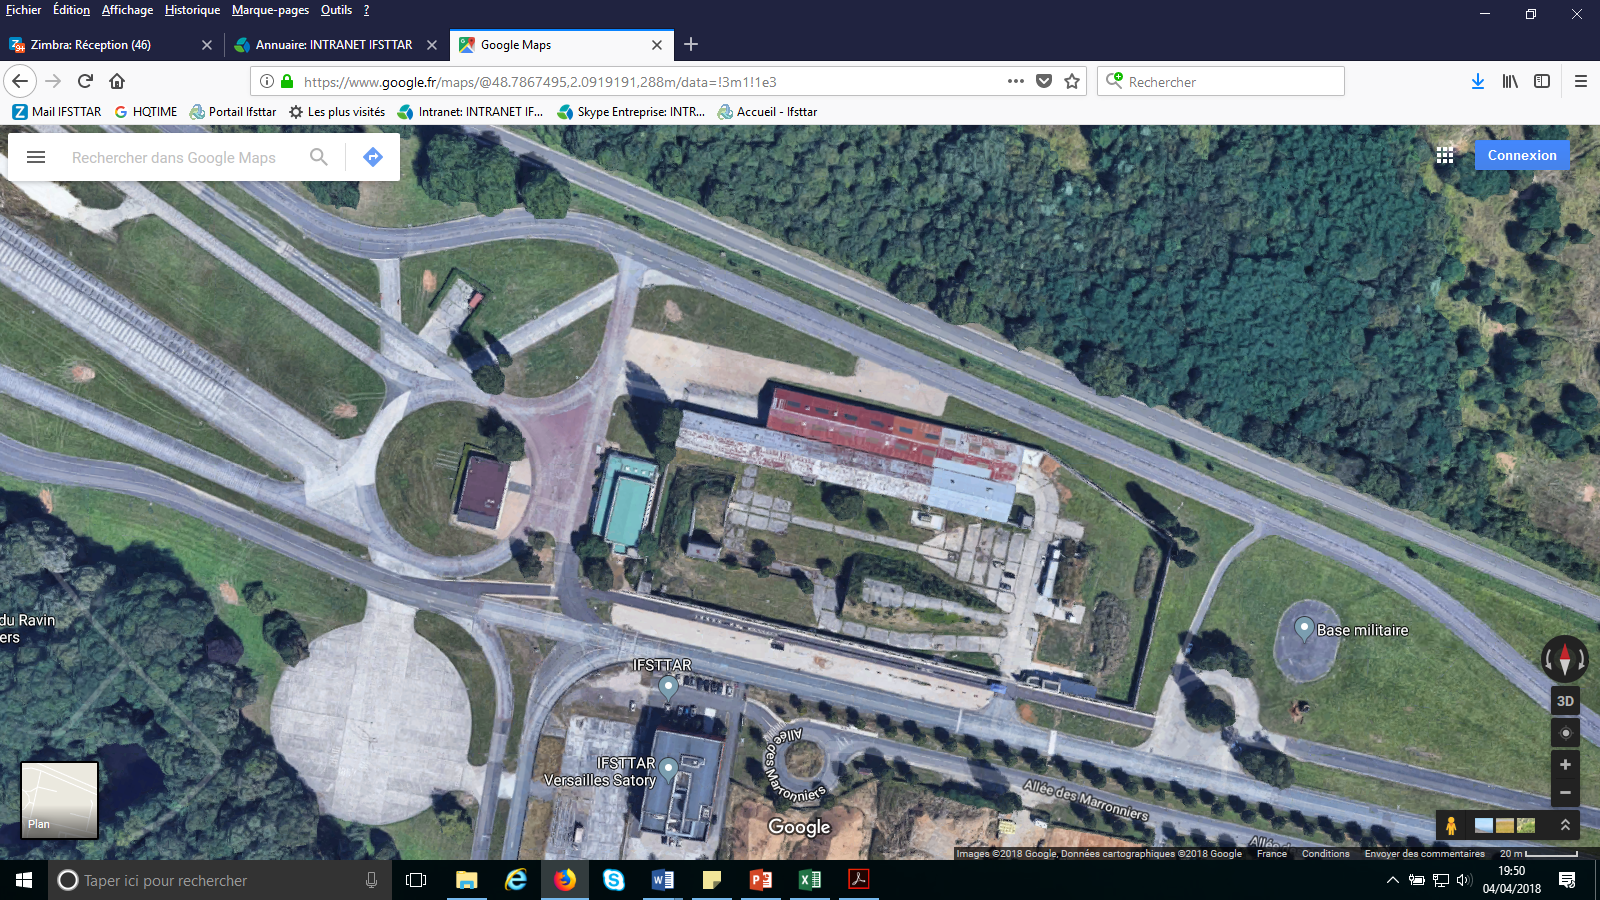 Fichier Édition Affichage Historique Marque-pages Outils ?
Zimbra: Réception (46)
Annuaire: INTRANET IFSTTAR
Google Maps
https://www.google.fr/maps/@48.7867495,2.0919191,288m/data=!3m1!1e3
Rechercher
Mail IFSTTAR
HQTIME
Portail Ifsttar
Les plus visités
Intranet: INTRANET IF...
Skype Entreprise: INTR...
Accueil - Ifsttar
Rechercher dans Google Maps
Connexion
du Ravin
ers
Base militaire
IFSTTAR
3D
IFSTTAR
Versailles Satory
Allée des Marronniers
Allée des Marronniers
Allée d
Plan
Google
Images ©2018 Google, Données cartographiques ©2018 Google France Conditions Envoyer des commentaires 20 m
Taper ici pour rechercher
19:50
04/04/2018